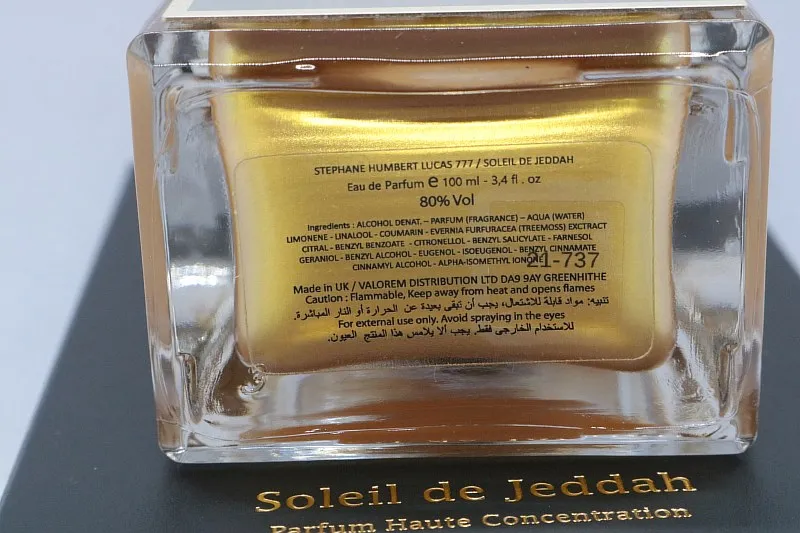 STEPHANE HUMBERT LUCAS 777 / SOLEIL DE JEDDAH
Eau de Parfum e 100 ml - 3,4 fl . oz
80% Vol
Ingredients : ALCOHOL DENAT. – PARFUM (FRAGRANCE) – AQUA (WATER)
LIMONENE - LINALOOL - COUMARIN - EVERNIA FURFURACEA (TREEMOSS) EXCTRACT
CITRAL - BENZYL BENZOATE - CITRONELLOL - BENZYL SALICYLATE - FARNESOL
GERANIOL - BENZYL ALCOHOL - EUGENOL - ISOEUGENOL - BENZYL CINNAMATE
CINNAMYL ALCOHOL - ALPHA-ISOMETHYL IONONE
21-737
Made in UK / VALOREM DISTRIBUTION LTD DA9 9AY GREENHITHE
Caution : Flammable, Keep away from heat and opens flames
تنبيه: مواد قابلة للاشتعال، يجب أن تبقى بعيدة عن الحرارة أو النار المباشرة.
For external use only. Avoid spraying in the eyes
للاستخدام الخارجي فقط. يجب ألا يلامس هذا المنتج العيون.
Soleil de Jeddah
Parfum Haute Concentration